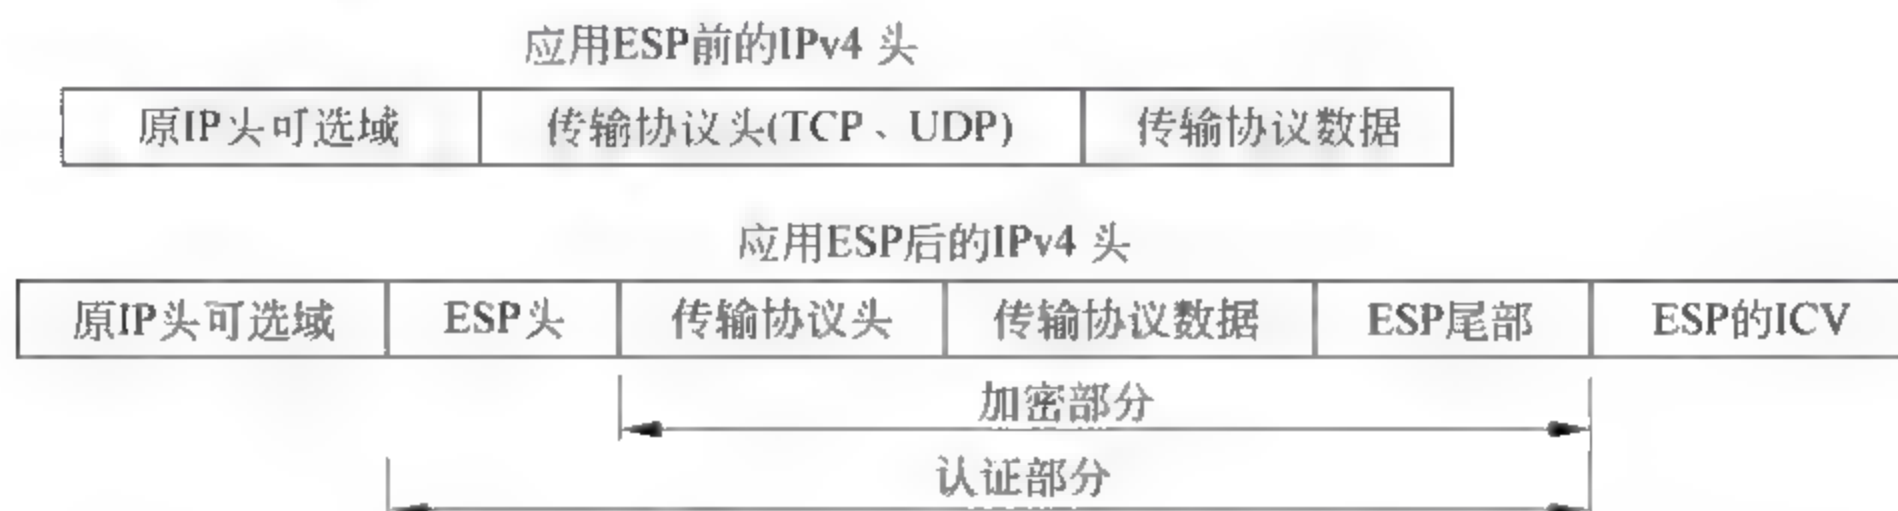 应用ESP前的IPv4 头
原IP头可选域 传输协议头(TCP、UDP) 传输协议数据
应用ESP后的IPv4 头
原IP头可选域 ESP头 传输协议头 传输协议数据 ESP尾部 ESP的ICV
加密部分
认证部分